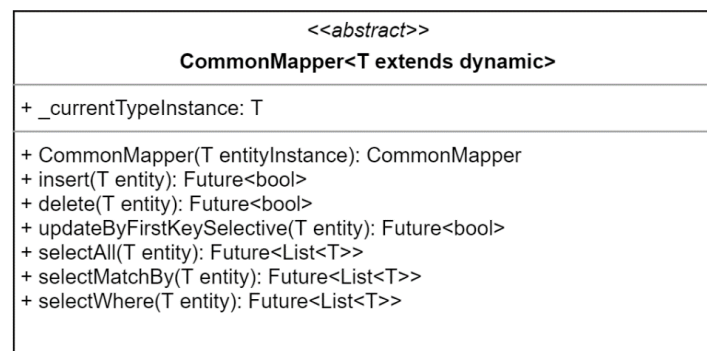 <<abstract>>
CommonMapper<T extends dynamic>
+ _currentTypeInstance: T
+ CommonMapper(T entityInstance): CommonMapper
+ insert(T entity): Future<bool>
+ delete(T entity): Future<bool>
+ updateByFirstKeySelective(T entity): Future<bool>
+ selectAll(T entity): Future<List<T>>
+ selectMatchBy(T entity): Future<List<T>>
+ selectWhere(T entity): Future<List<T>>